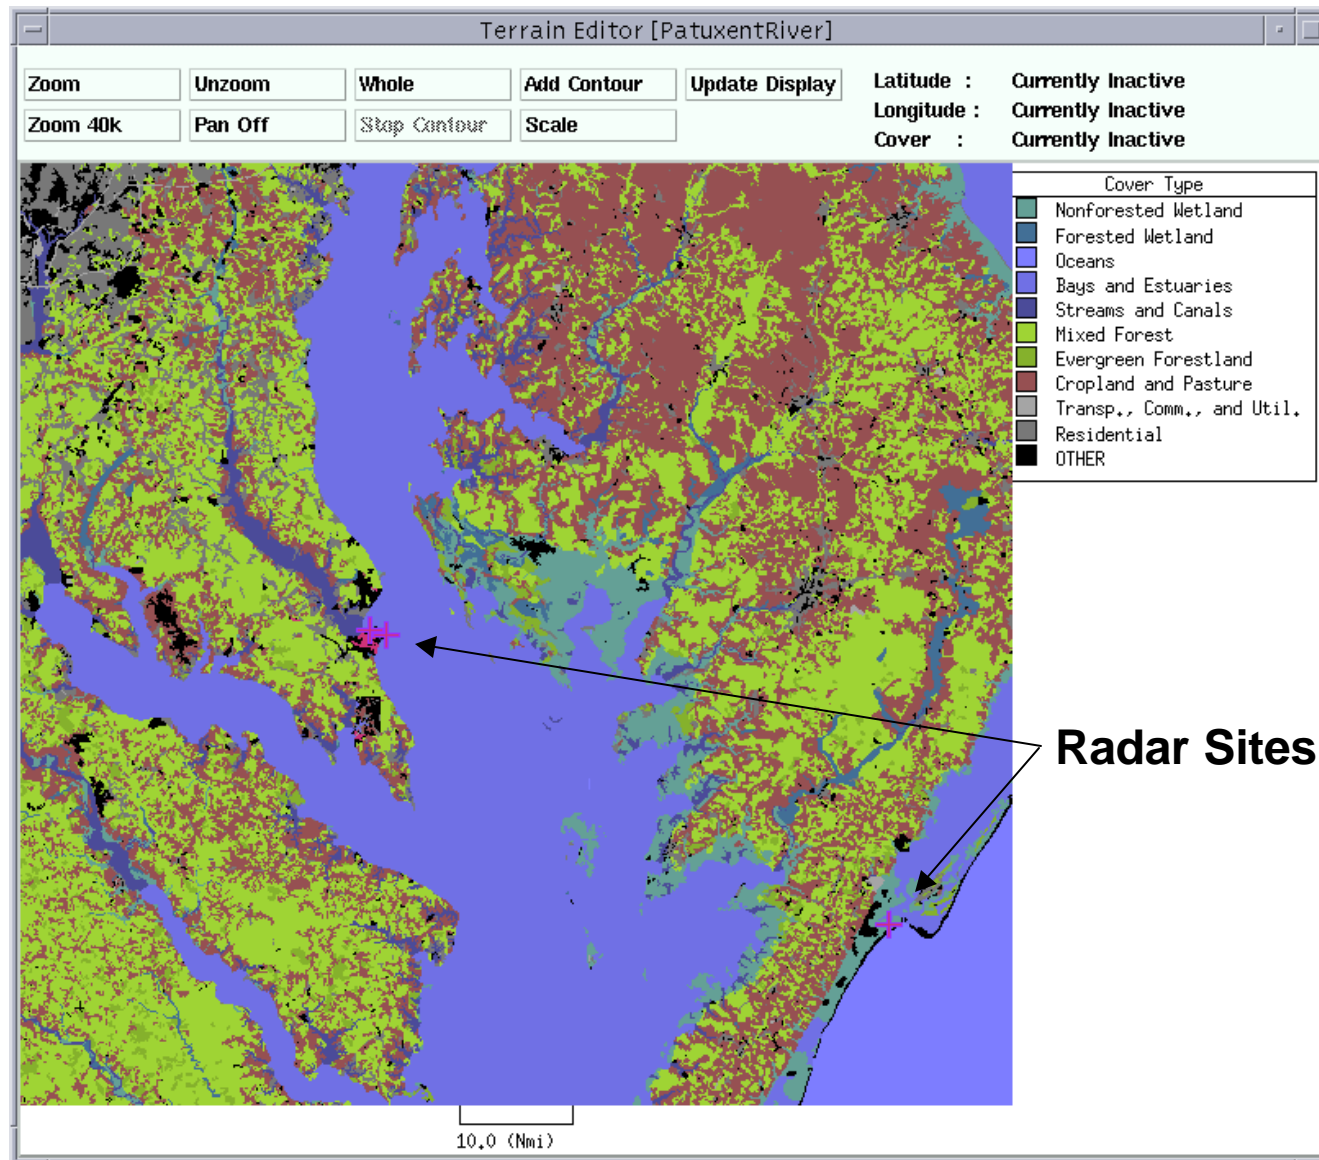 Terrain Editor [PatuxentRiver]
Zoom Unzoom Whole Add Contour Update Display
Zoom 40k Pan Off Stop Contour Scale
Latitude : Currently Inactive
Longitude : Currently Inactive
Cover : Currently Inactive
Cover Type
Nonforested Wetland
Forested Wetland
Oceans
Bays and Estuaries
Streams and Canals
Mixed Forest
Evergreen Forestland
Cropland and Pasture
Transp., Comm., and Util.
Residential
OTHER
Radar Sites
10.0 (Nmi)